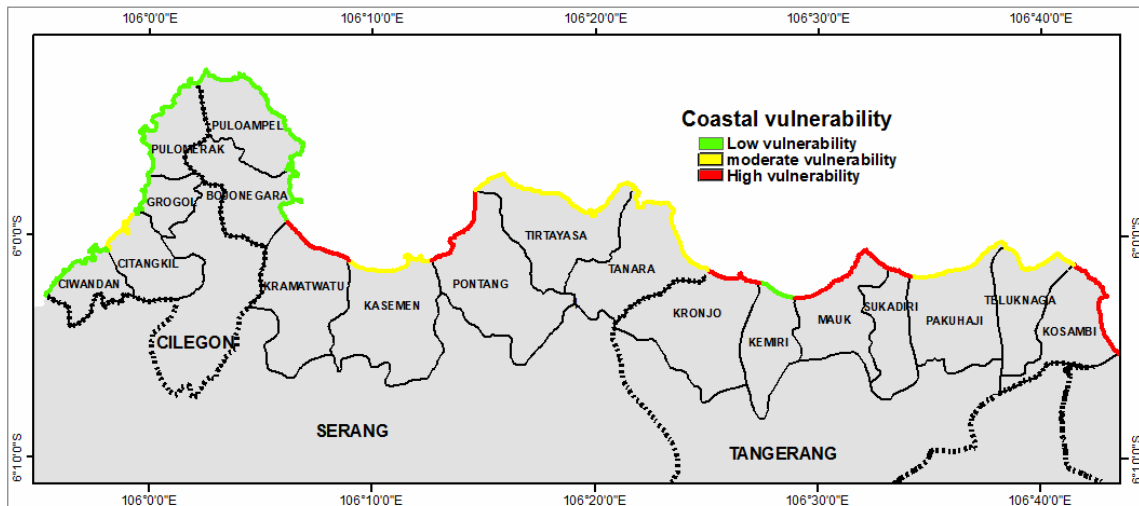 106°0'0"E 106°10'0"E 106°20'0"E 106°30'0"E 106°40'0"E
Coastal vulnerability
Low vulnerability
moderate vulnerability
High vulnerability
PULOAMPEL
PULOMERAK
BOJONEGARA
GROGOL
6°0'0"S
6°0'0"S
TIRTAYASA
CITANGKIL
CIWANDAN
KRAMATWATU
KASEMEN
PONTANG
TANARA
KRONJO
KEMIRI
MAUK
SUKADIRI
PAKUHAJI
TELUKNAGA
KOSAMBI
CILEGON
SERANG
TANGERANG
6°10'0"S
6°10'0"S
106°0'0"E 106°10'0"E 106°20'0"E 106°30'0"E 106°40'0"E